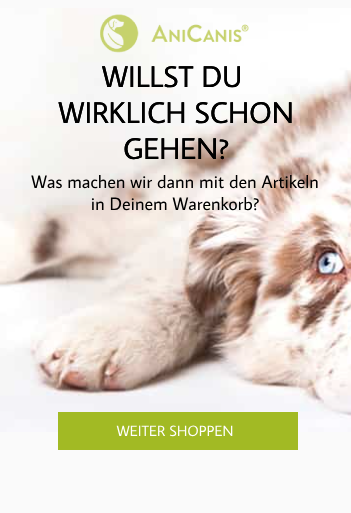 ANICANIS®
WILLST DU
WIRKLICH SCHON
GEHEN?
Was machen wir dann mit den Artikeln
in Deinem Warenkorb?
WEITER SHOPPEN